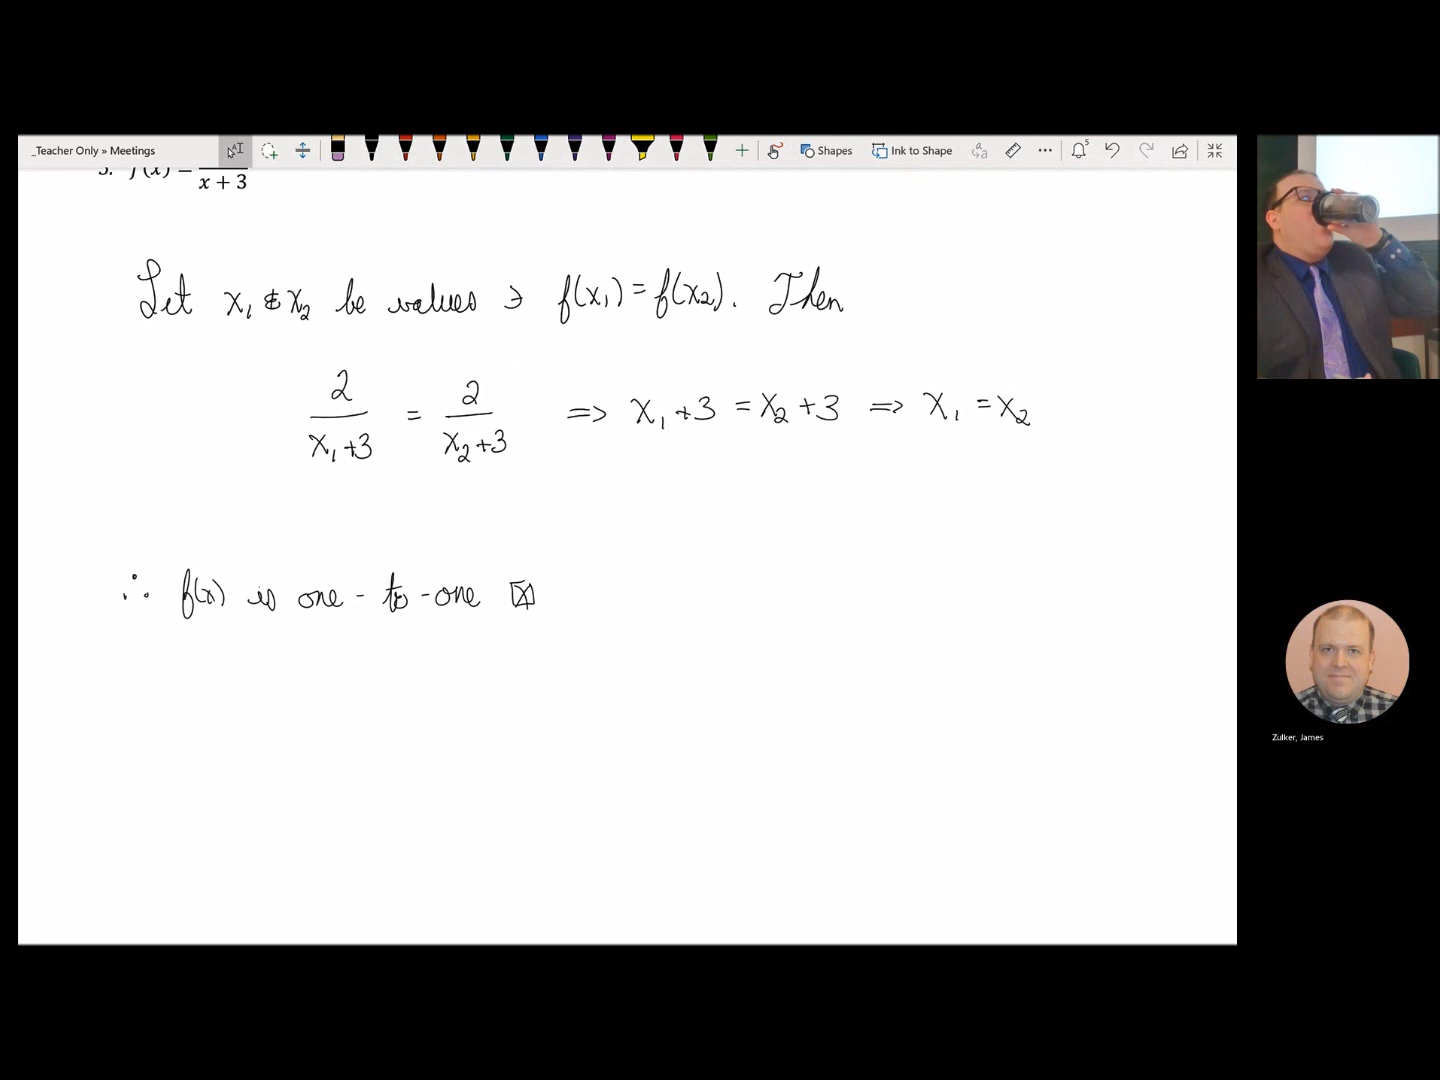 _Teacher Only » Meetings
Shapes
Ink to Shape
5
x + 3
Let x₁ & x₂ be values ∋ f(x₁) = f(x₂). Then
2/(x₁+3) = 2/(x₂+3) ⇒ x₁+3 = x₂+3 ⇒ x₁ = x₂
∴ f(x) is one-to-one ☒
Zulker, James